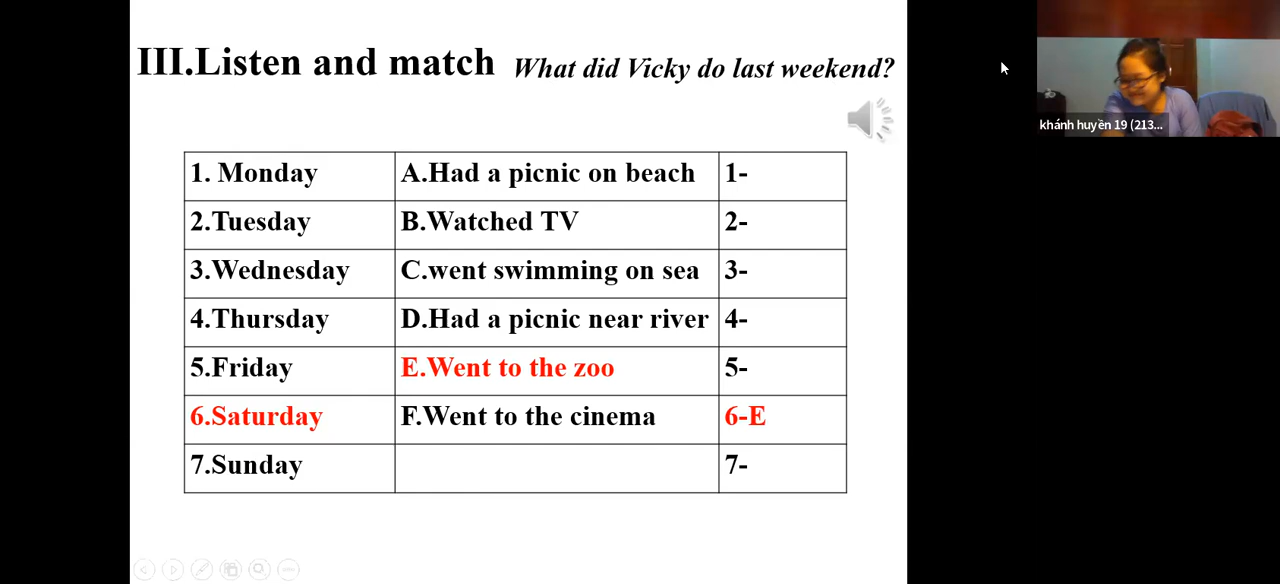 III.Listen and match What did Vicky do last weekend?
khánh huyền 19 (213...
1. Monday A.Had a picnic on beach 1-
2.Tuesday B.Watched TV 2-
3.Wednesday C.went swimming on sea 3-
4.Thursday D.Had a picnic near river 4-
5.Friday E.Went to the zoo 5-
6.Saturday F.Went to the cinema 6-E
7.Sunday 7-